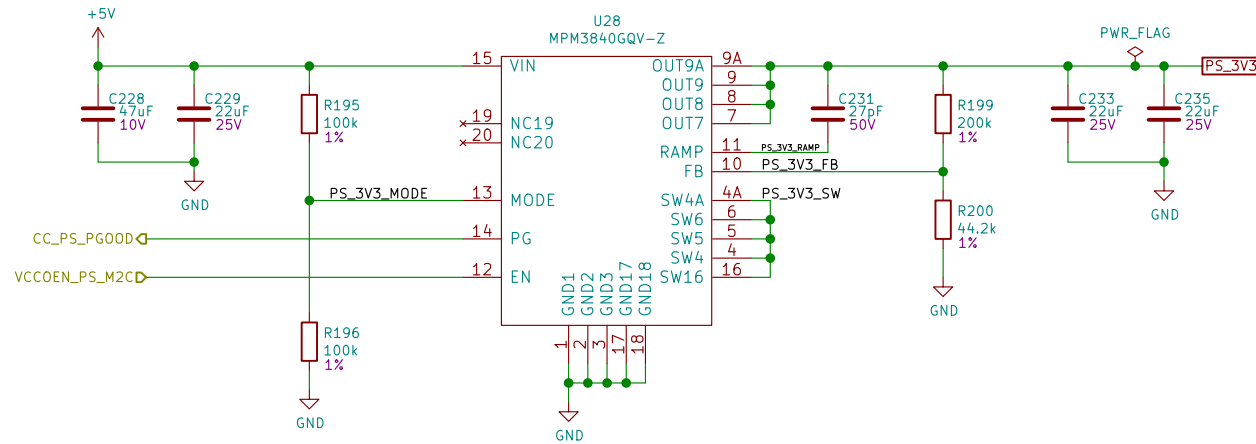 +5V
U28
MPM3840GQV-Z
PWR_FLAG
PS_3V3
15
VIN
OUT9A
9A
OUT9
9
OUT8
8
OUT7
7
C228
47uF
10V
C229
22uF
25V
R195
100k
1%
19
NC19
20
NC20
C231
27pF
50V
R199
200k
1%
C233
22uF
25V
C235
22uF
25V
RAMP
11
PS_3V3_RAMP
FB
10
PS_3V3_FB
GND
PS_3V3_MODE
13
MODE
SW4A
4A
PS_3V3_SW
SW6
6
SW5
5
SW4
4
SW16
16
R200
44.2k
1%
GND
CC_PS_PGOOD
14
PG
VCCOEN_PS_M2C
12
EN
GND1
GND2
GND3
GND17
GND18
1
2
3
17
18
GND
R196
100k
1%
GND
GND